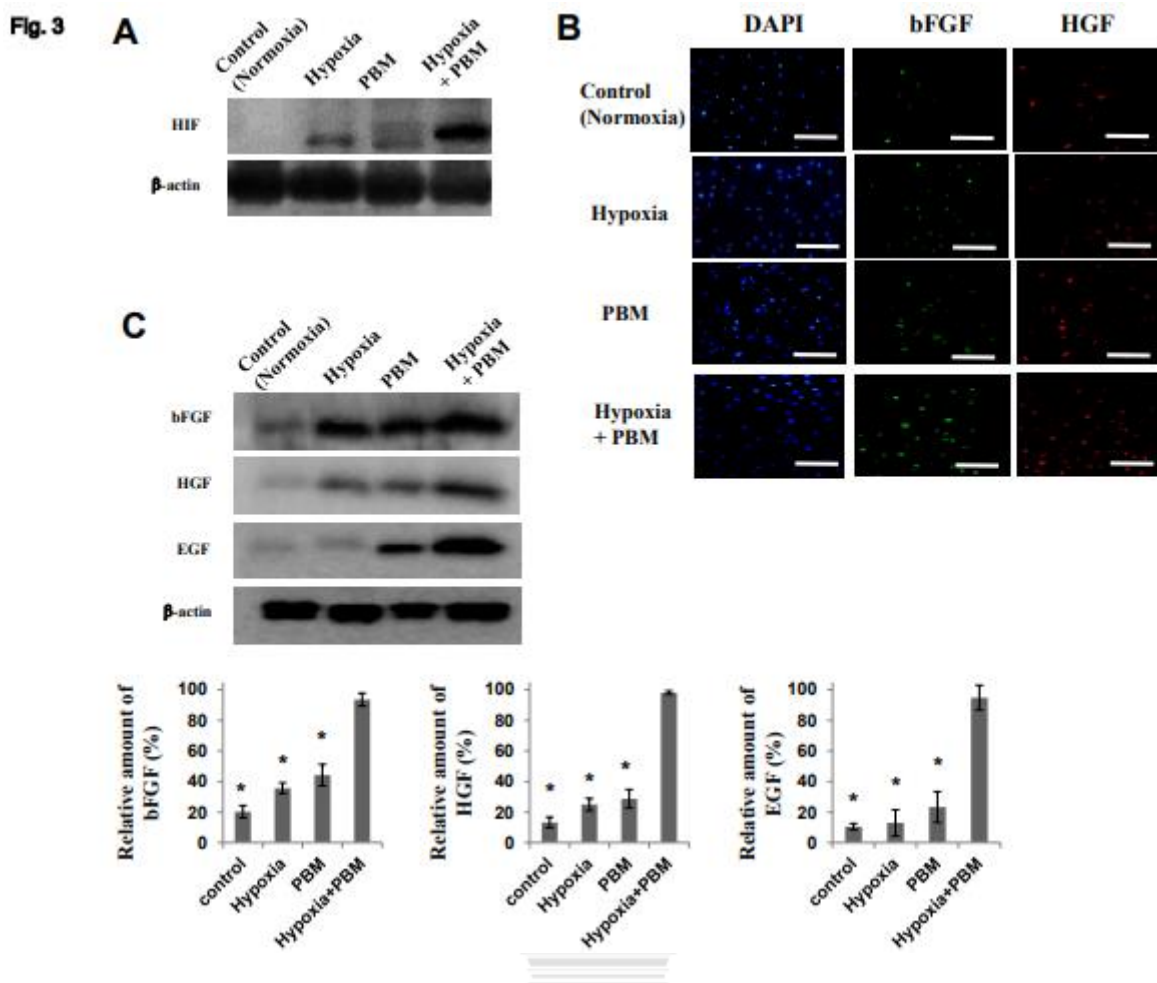 Fig. 3
A
Control
(Normoxia)
Hypoxia
PBM
Hypoxia
+ PBM
HIF
β-actin
B
DAPI
bFGF
HGF
Control
(Normoxia)
Hypoxia
PBM
Hypoxia
+ PBM
C
Control
(Normoxia)
Hypoxia
PBM
Hypoxia
+ PBM
bFGF
HGF
EGF
β-actin
Relative amount of
bFGF (%)
100
80
60
40
20
0
*
*
*
control
Hypoxia
PBM
Hypoxia+PBM
Relative amount of
HGF (%)
100
80
60
40
20
0
*
*
*
control
Hypoxia
PBM
Hypoxia+PBM
Relative amount of
EGF (%)
100
80
60
40
20
0
*
*
*
control
Hypoxia
PBM
Hypoxia+PBM